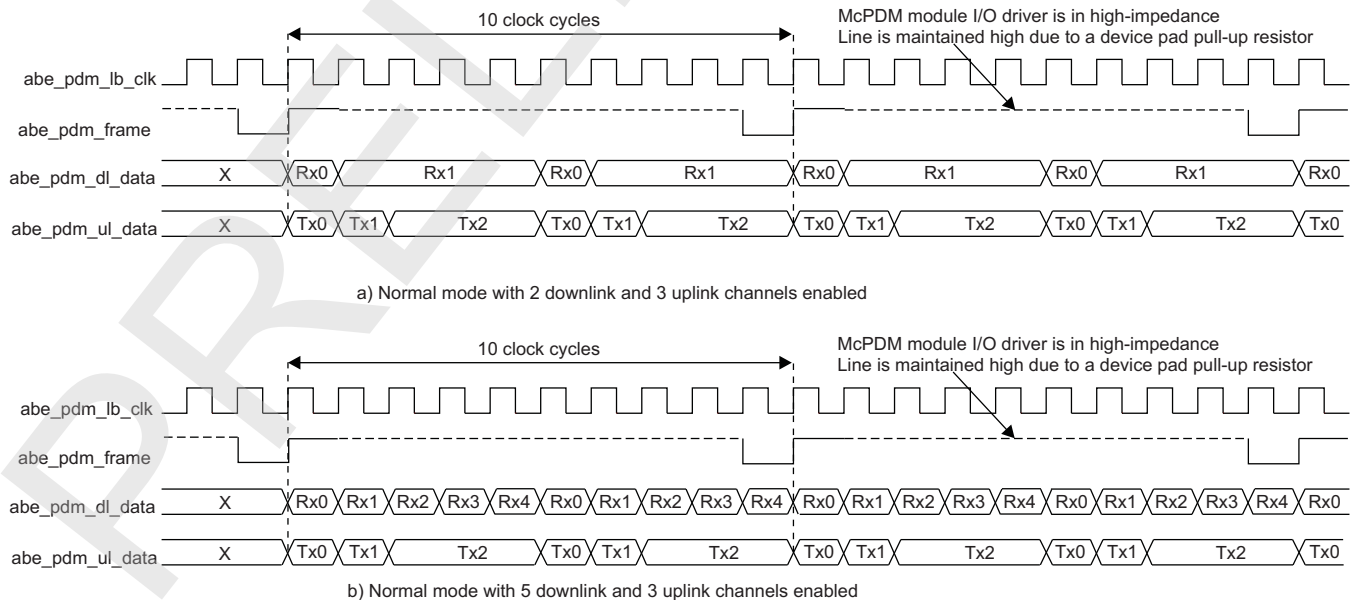 10 clock cycles
McPDM module I/O driver is in high-impedance
Line is maintained high due to a device pad pull-up resistor
abe_pdm_lb_clk
abe_pdm_frame
abe_pdm_dl_data X Rx0 Rx1 Rx0 Rx1 Rx0 Rx1 Rx0 Rx1 Rx0
abe_pdm_ul_data X Tx0 Tx1 Tx2 Tx0 Tx1 Tx2 Tx0 Tx1 Tx2 Tx0 Tx1 Tx2 Tx0
a) Normal mode with 2 downlink and 3 uplink channels enabled
10 clock cycles
McPDM module I/O driver is in high-impedance
Line is maintained high due to a device pad pull-up resistor
abe_pdm_lb_clk
abe_pdm_frame
abe_pdm_dl_data X Rx0 Rx1 Rx2 Rx3 Rx4 Rx0 Rx1 Rx2 Rx3 Rx4 Rx0 Rx1 Rx2 Rx3 Rx4 Rx0 Rx1 Rx2 Rx3 Rx4 Rx0
abe_pdm_ul_data X Tx0 Tx1 Tx2 Tx0 Tx1 Tx2 Tx0 Tx1 Tx2 Tx0 Tx1 Tx2 Tx0
b) Normal mode with 5 downlink and 3 uplink channels enabled